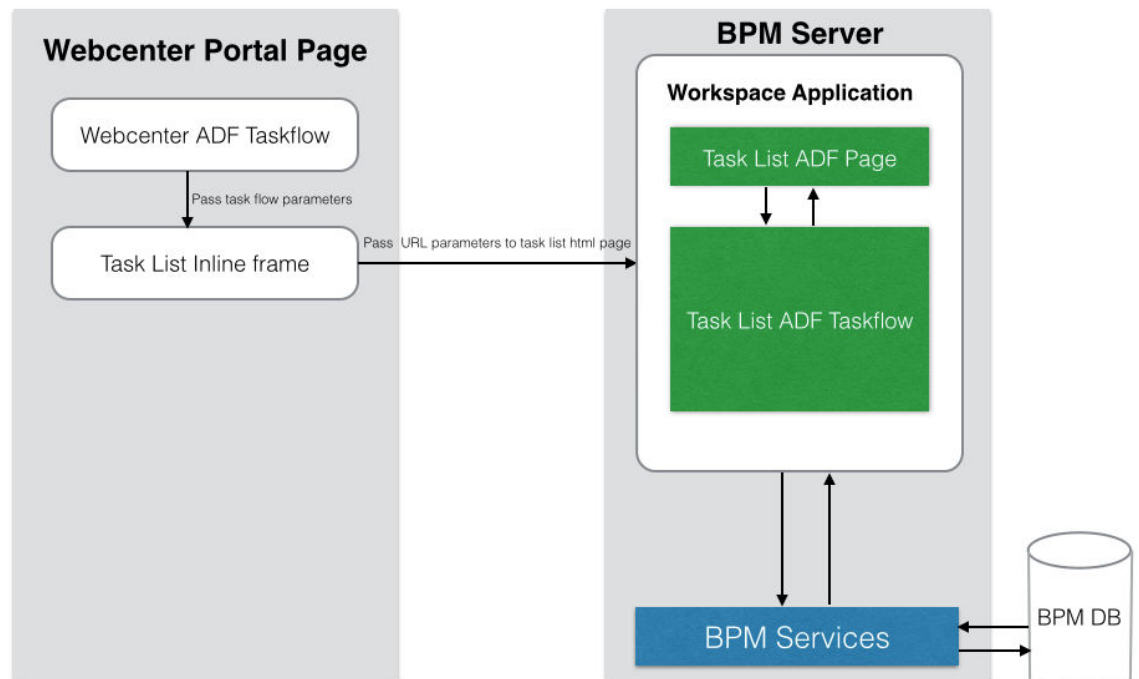 Webcenter Portal Page
Webcenter ADF Taskflow
Pass task flow parameters
Task List Inline frame
Pass URL parameters to task list html page
BPM Server
Workspace Application
Task List ADF Page
Task List ADF Taskflow
BPM Services
BPM DB